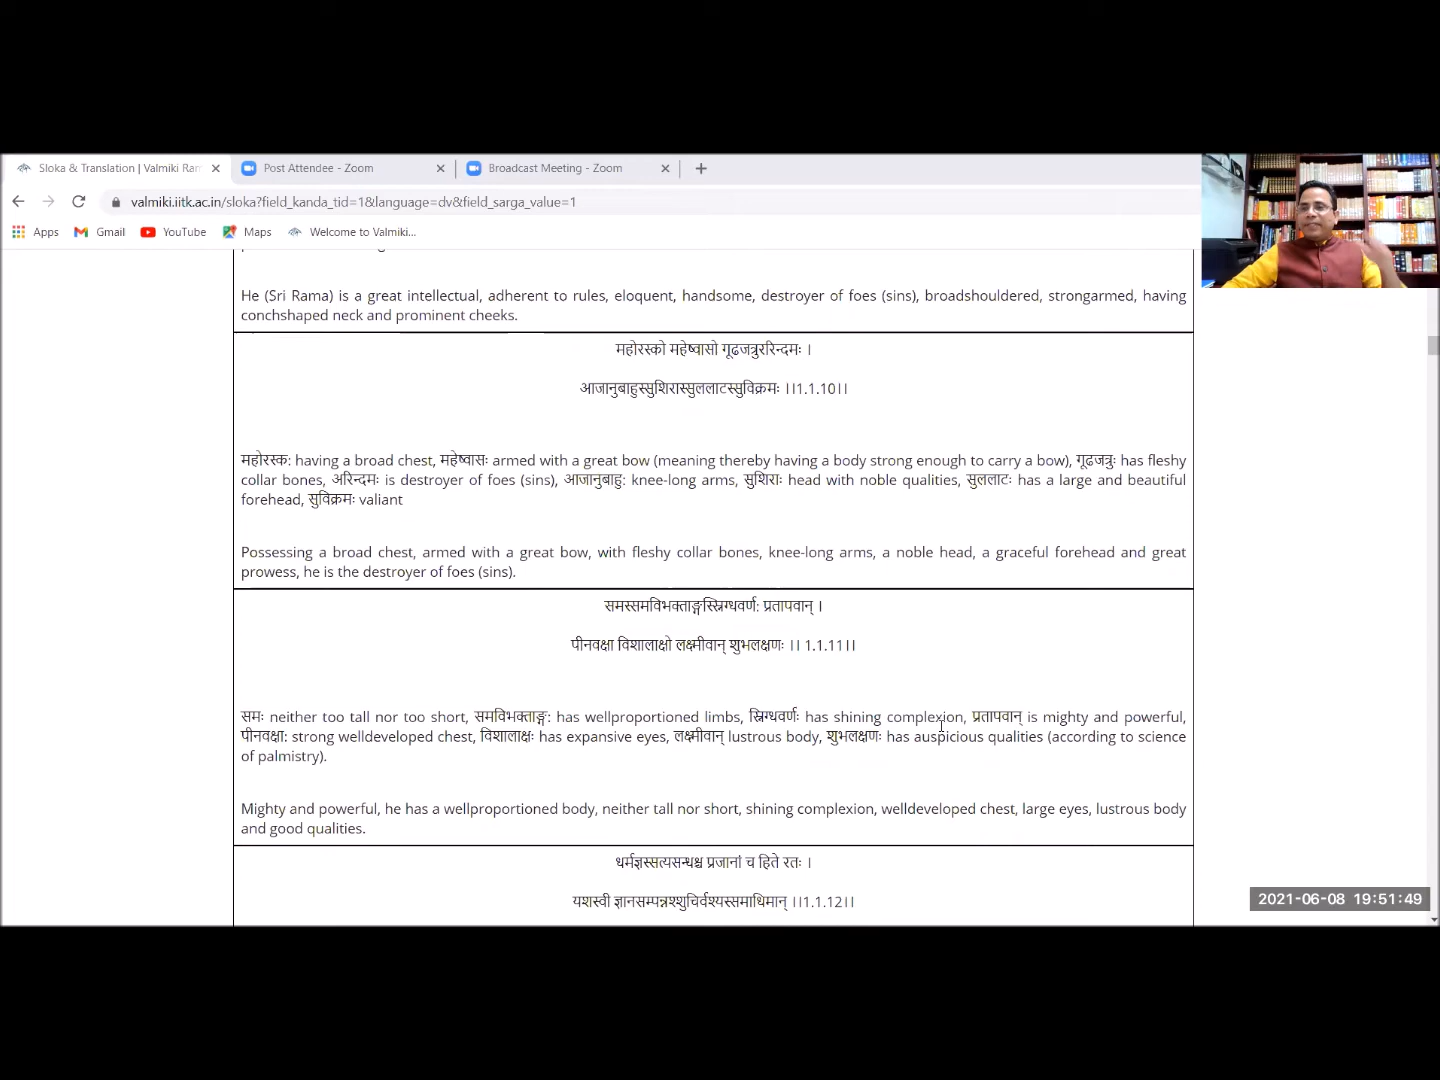 Sloka & Translation | Valmiki Ram
Post Attendee - Zoom
Broadcast Meeting - Zoom
valmiki.iitk.ac.in/sloka?field_kanda_tid=1&language=dv&field_sarga_value=1
Apps
Gmail
YouTube
Maps
Welcome to Valmiki...
He (Sri Rama) is a great intellectual, adherent to rules, eloquent, handsome, destroyer of foes (sins), broadshouldered, strongarmed, having
conchshaped neck and prominent cheeks.
महोरस्को महेष्वासो गूढजत्रुररिन्दमः ।
आजानुबाहुस्सुशिरास्सुललाटस्सुविक्रमः ।।1.1.10।।
महोरस्क: having a broad chest, महेष्वासः armed with a great bow (meaning thereby having a body strong enough to carry a bow), गूढजत्रुः has fleshy
collar bones, अरिन्दमः is destroyer of foes (sins), आजानुबाहु: knee-long arms, सुशिराः head with noble qualities, सुललाटः has a large and beautiful
forehead, सुविक्रमः valiant
Possessing a broad chest, armed with a great bow, with fleshy collar bones, knee-long arms, a noble head, a graceful forehead and great
prowess, he is the destroyer of foes (sins).
समस्समविभक्ताङ्गस्स्निग्धवर्ण: प्रतापवान् ।
पीनवक्षा विशालाक्षो लक्ष्मीवान् शुभलक्षणः ।। 1.1.11।।
समः neither too tall nor too short, समविभक्ताङ्ग: has wellproportioned limbs, स्निग्धवर्णः has shining complexion, प्रतापवान् is mighty and powerful,
पीनवक्षा: strong welldeveloped chest, विशालाक्षः has expansive eyes, लक्ष्मीवान् lustrous body, शुभलक्षणः has auspicious qualities (according to science
of palmistry).
Mighty and powerful, he has a wellproportioned body, neither tall nor short, shining complexion, welldeveloped chest, large eyes, lustrous body
and good qualities.
धर्मज्ञस्सत्यसन्धश्च प्रजानां च हिते रतः ।
यशस्वी ज्ञानसम्पन्नश्शुचिर्वश्यस्समाधिमान् ।।1.1.12।।
2021-06-08 19:51:49